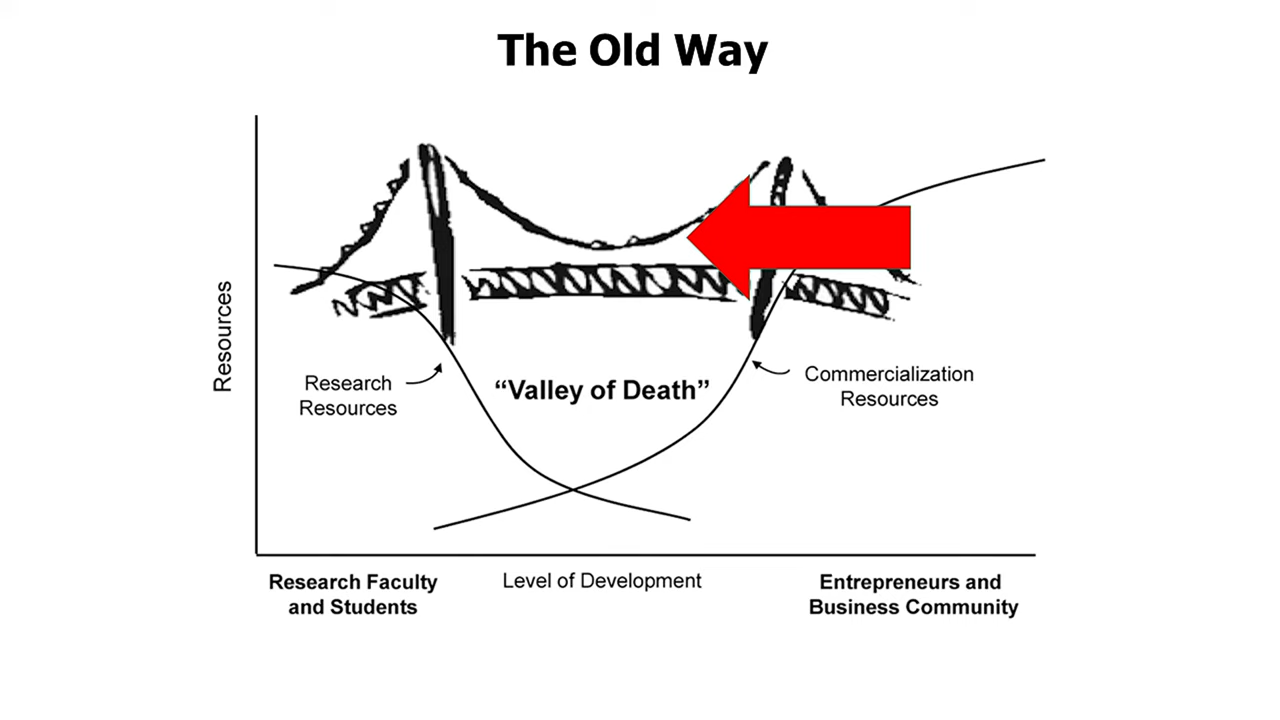 The Old Way
Resources
Research
Resources
“Valley of Death”
Commercialization
Resources
Research Faculty
and Students
Level of Development
Entrepreneurs and
Business Community